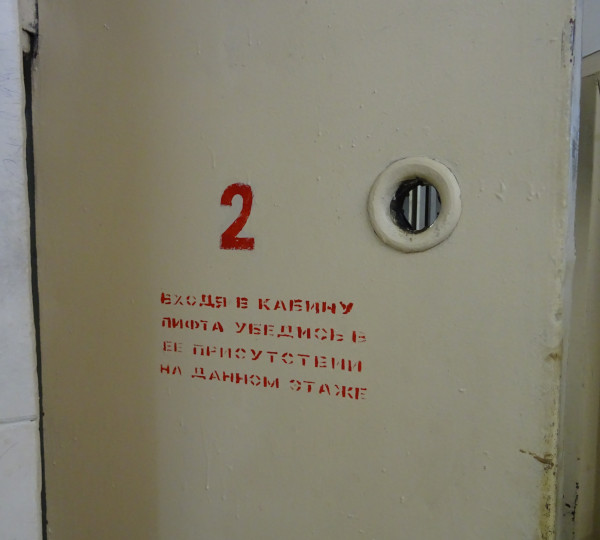 2
ВХОДЯ В КАБИНУ
ЛИФТА УБЕДИСЬ В
ЕЕ ПРИСУТСТВИИ
НА ДАННОМ ЭТАЖЕ